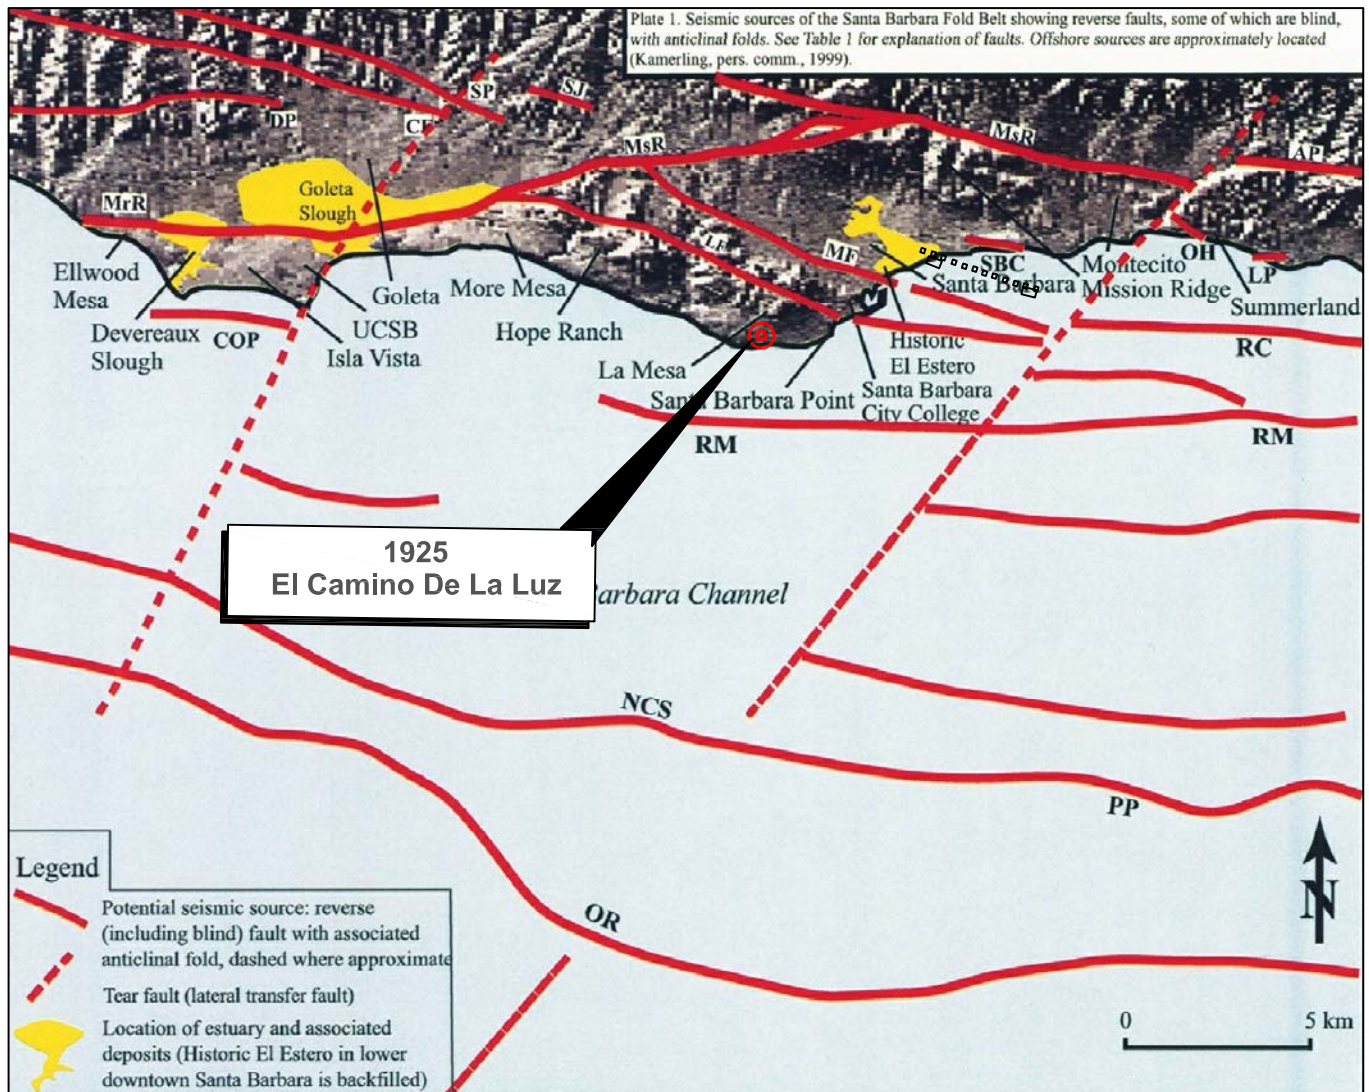 Plate 1. Seismic sources of the Santa Barbara Fold Belt showing reverse faults, some of which are blind,
with anticlinal folds. See Table 1 for explanation of faults. Offshore sources are approximately located
(Kamerling, pers. comm., 1999).
SP
SJ
DP
MsR
MsR
AP
Goleta
Slough
MrR
LF
MF
SBC
OH
LP
Ellwood
Mesa
Devereaux
Slough
COP
Goleta
UCSB
Isla Vista
More Mesa
Hope Ranch
La Mesa
Santa Barbara Point
Santa Barbara
Montecito
Mission Ridge
Summerland
Historic
El Estero
Santa Barbara
City College
RC
RM
RM
1925
El Camino De La Luz
Barbara Channel
NCS
PP
OR
N
0 5 km
Legend
Potential seismic source: reverse
(including blind) fault with associated
anticlinal fold, dashed where approximate
Tear fault (lateral transfer fault)
Location of estuary and associated
deposits (Historic El Estero in lower
downtown Santa Barbara is backfilled)